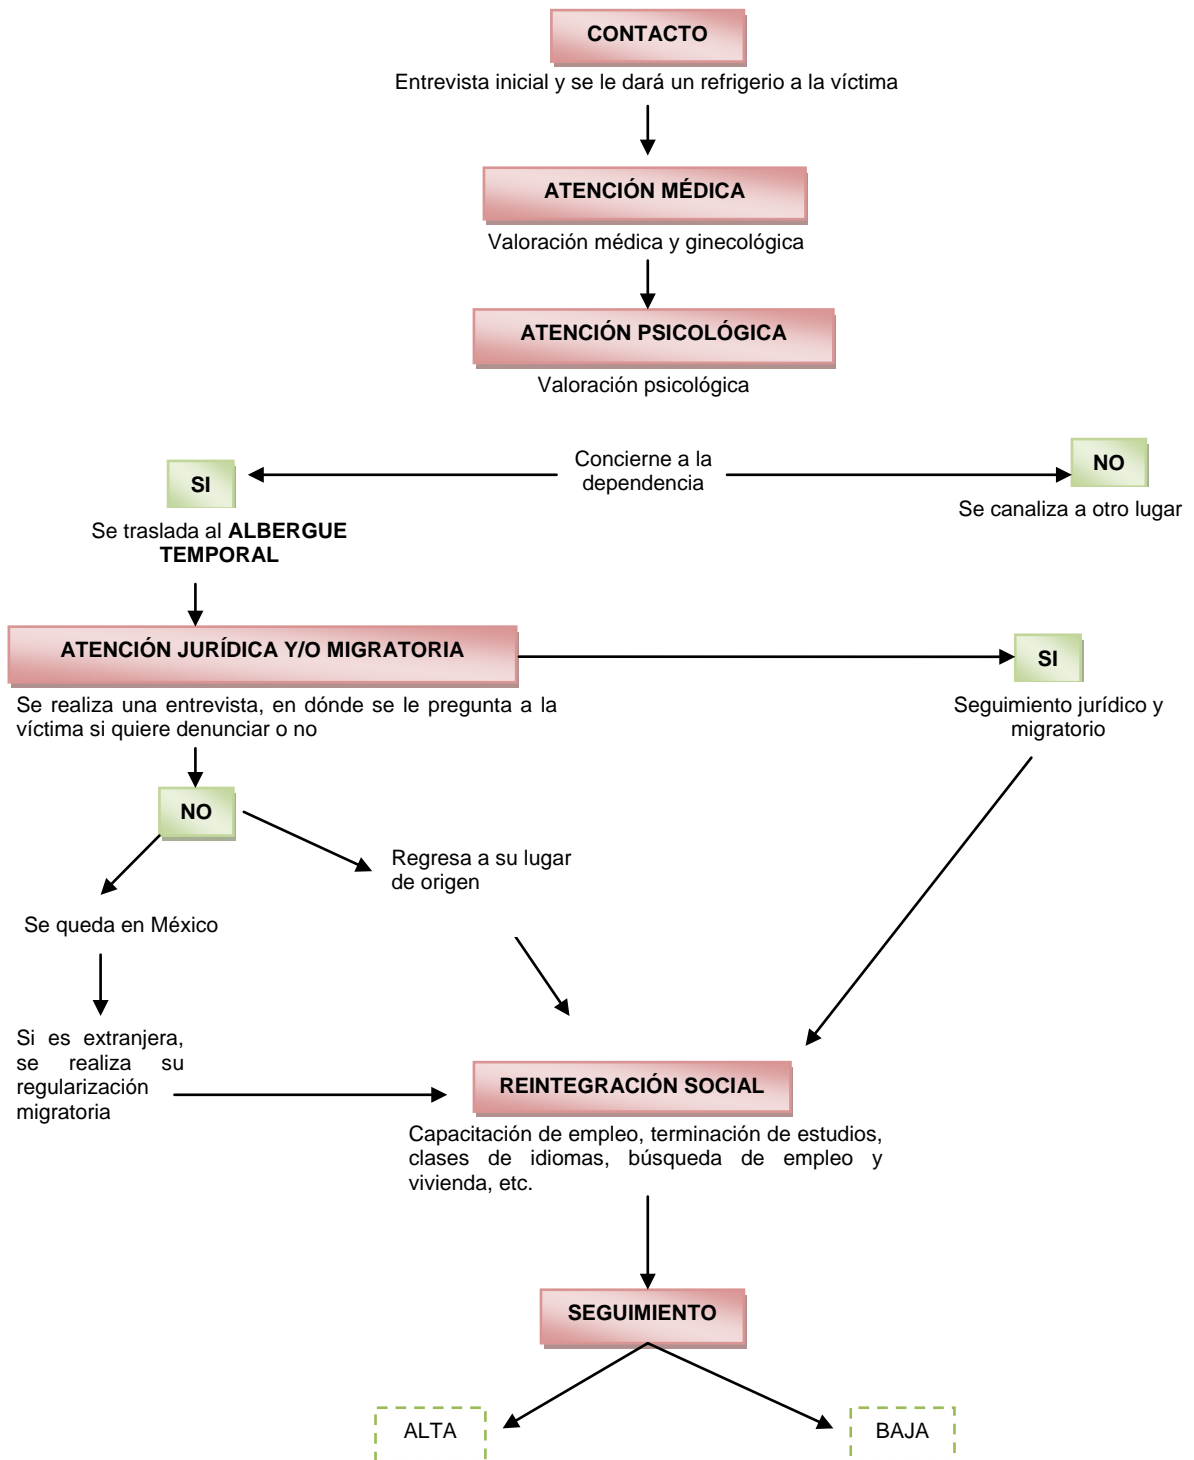 CONTACTO
Entrevista inicial y se le dará un refrigerio a la víctima
ATENCIÓN MÉDICA
Valoración médica y ginecológica
ATENCIÓN PSICOLÓGICA
Valoración psicológica
Concierne a la
dependencia
SI
NO
Se traslada al ALBERGUE
TEMPORAL
Se canaliza a otro lugar
ATENCIÓN JURÍDICA Y/O MIGRATORIA
SI
Se realiza una entrevista, en dónde se le pregunta a la
víctima si quiere denunciar o no
Seguimiento jurídico y
migratorio
NO
Regresa a su lugar
de origen
Se queda en México
Si es extranjera,
se realiza su
regularización
migratoria
REINTEGRACIÓN SOCIAL
Capacitación de empleo, terminación de estudios,
clases de idiomas, búsqueda de empleo y
vivienda, etc.
SEGUIMIENTO
ALTA
BAJA